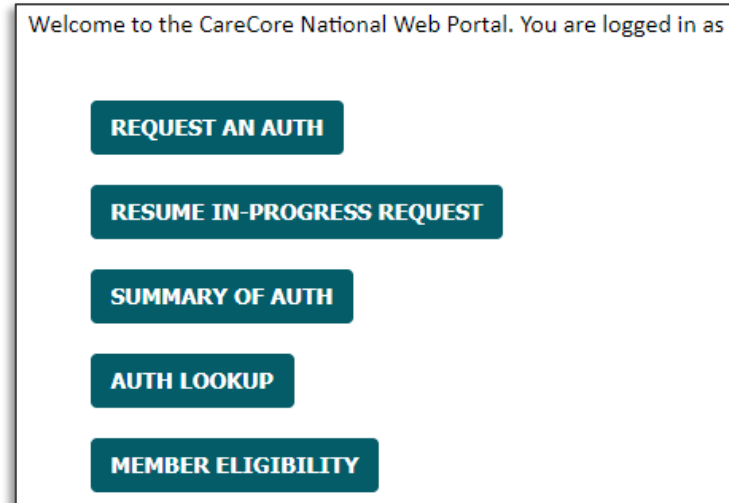 Welcome to the CareCore National Web Portal. You are logged in as
REQUEST AN AUTH
RESUME IN-PROGRESS REQUEST
SUMMARY OF AUTH
AUTH LOOKUP
MEMBER ELIGIBILITY